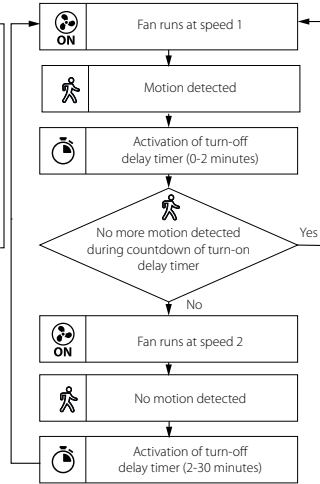 ON
Fan runs at speed 1
Motion detected
Activation of turn-off
delay timer (0-2 minutes)
No more motion detected
during countdown of turn-on
delay timer
Yes
No
ON
Fan runs at speed 2
No motion detected
Activation of turn-off
delay timer (2-30 minutes)